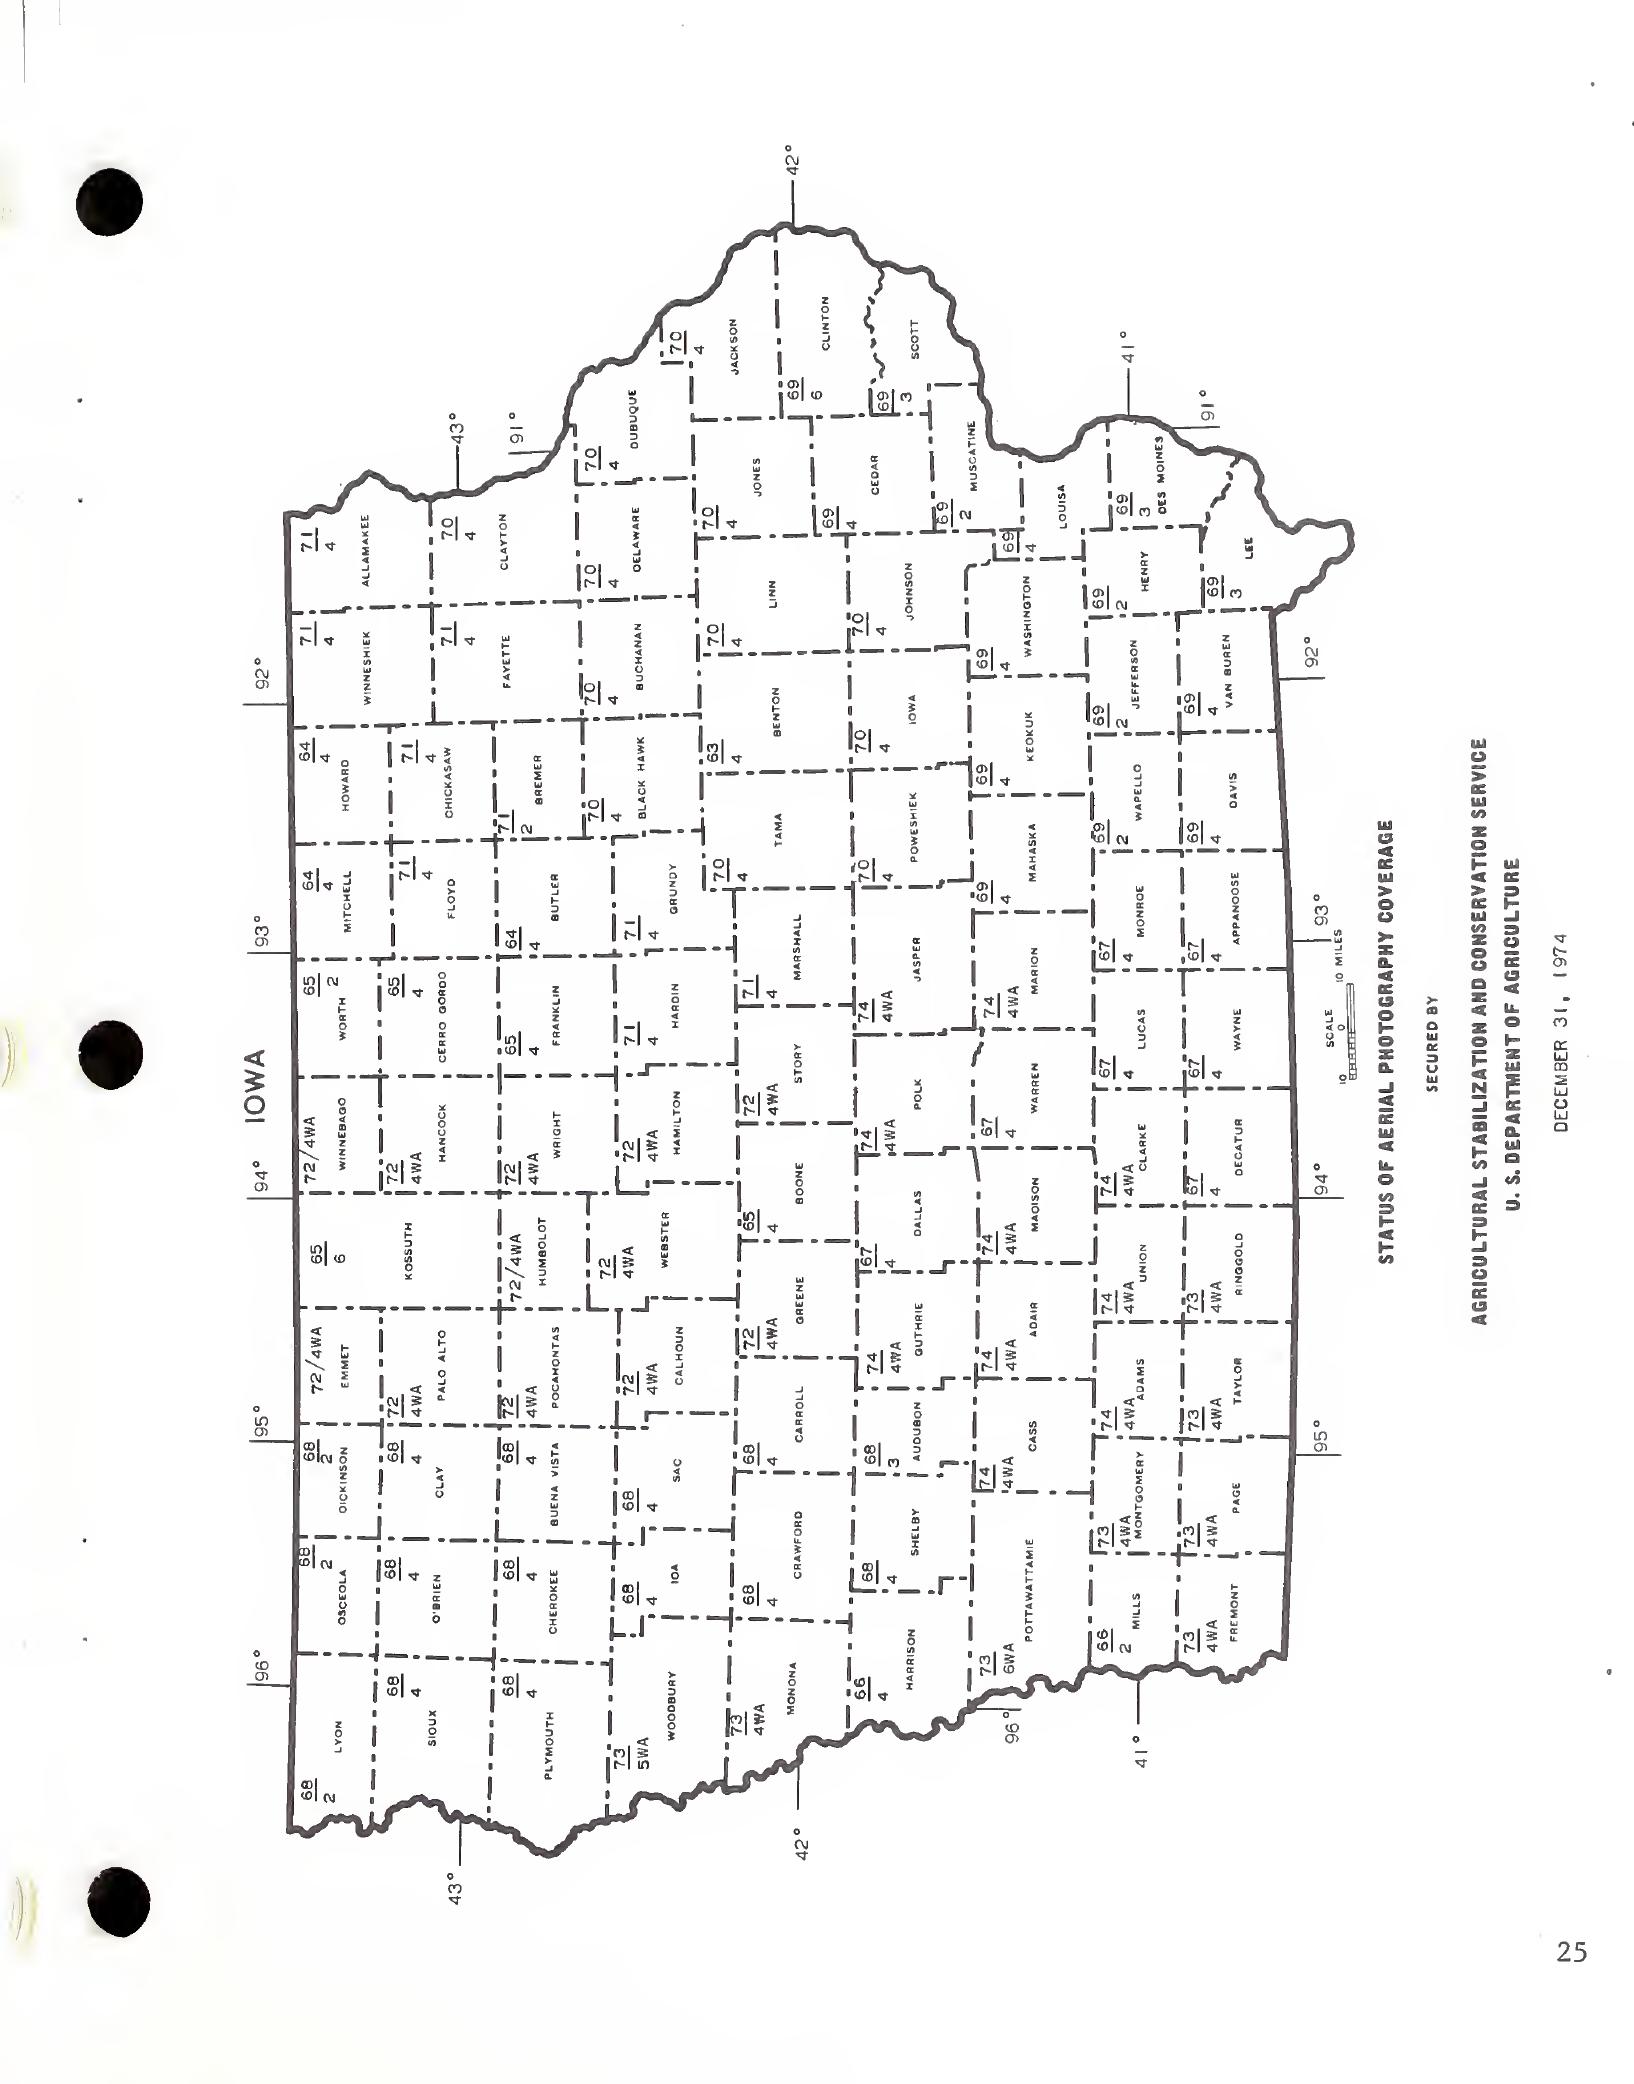 IOWA
96°
95°
94°
93°
92°
43°
91°
43°
42°
42°
96°
41°
41°
91°
95°
94°
93°
92°
68
2
LYON
68
2
OSCEOLA
68
2
DICKINSON
72/4WA
EMMET
65
6
KOSSUTH
72/4WA
WINNEBAGO
65
2
WORTH
64
4
MITCHELL
64
4
HOWARD
71
4
WINNESHIEK
71
4
ALLAMAKEE
68
4
SIOUX
68
4
O'BRIEN
68
4
CLAY
72
4WA
PALO ALTO
72
4WA
HANCOCK
65
4
CERRO GORDO
71
4
FLOYD
71
4
CHICKASAW
71
4
FAYETTE
70
4
CLAYTON
68
4
PLYMOUTH
68
4
CHEROKEE
68
4
BUENA VISTA
72
4WA
POCAHONTAS
72/4WA
HUMBOLDT
72
4WA
WRIGHT
65
4
FRANKLIN
64
4
BUTLER
71
2
BREMER
73
5WA
WOODBURY
68
4
IDA
68
4
SAC
72
4WA
CALHOUN
72
4WA
WEBSTER
72
4WA
HAMILTON
71
4
HARDIN
71
4
GRUNDY
70
4
BLACK HAWK
70
4
BUCHANAN
70
4
DELAWARE
70
4
DUBUQUE
73
4WA
MONONA
68
4
CRAWFORD
68
4
CARROLL
72
4WA
GREENE
65
4
BOONE
72
4WA
STORY
71
4
MARSHALL
70
4
TAMA
63
4
BENTON
70
4
LINN
70
4
JONES
70
4
JACKSON
66
4
HARRISON
68
4
SHELBY
68
3
AUDUBON
74
4WA
GUTHRIE
67
4
DALLAS
74
4WA
POLK
74
4WA
JASPER
70
4
POWESHIEK
70
4
IOWA
70
4
JOHNSON
69
4
CEDAR
69
6
CLINTON
69
3
SCOTT
69
2
MUSCATINE
73
6WA
POTTAWATTAMIE
74
4WA
CASS
74
4WA
ADAIR
74
4WA
MADISON
67
4
WARREN
74
4WA
MARION
69
4
MAHASKA
69
4
KEOKUK
69
4
WASHINGTON
69
4
LOUISA
66
2
MILLS
73
4WA
MONTGOMERY
74
4WA
ADAMS
74
4WA
UNION
74
4WA
CLARKE
67
4
LUCAS
67
4
MONROE
69
2
WAPELLO
69
2
JEFFERSON
69
2
HENRY
69
3
DES MOINES
73
4WA
FREMONT
73
4WA
PAGE
73
4WA
TAYLOR
73
4WA
RINGGOLD
67
4
DECATUR
67
4
WAYNE
67
4
APPANOOSE
69
4
DAVIS
69
4
VAN BUREN
69
3
LEE
SCALE
10 0 10 MILES
STATUS OF AERIAL PHOTOGRAPHY COVERAGE
SECURED BY
AGRICULTURAL STABILIZATION AND CONSERVATION SERVICE
U. S. DEPARTMENT OF AGRICULTURE
DECEMBER 31, 1974
25